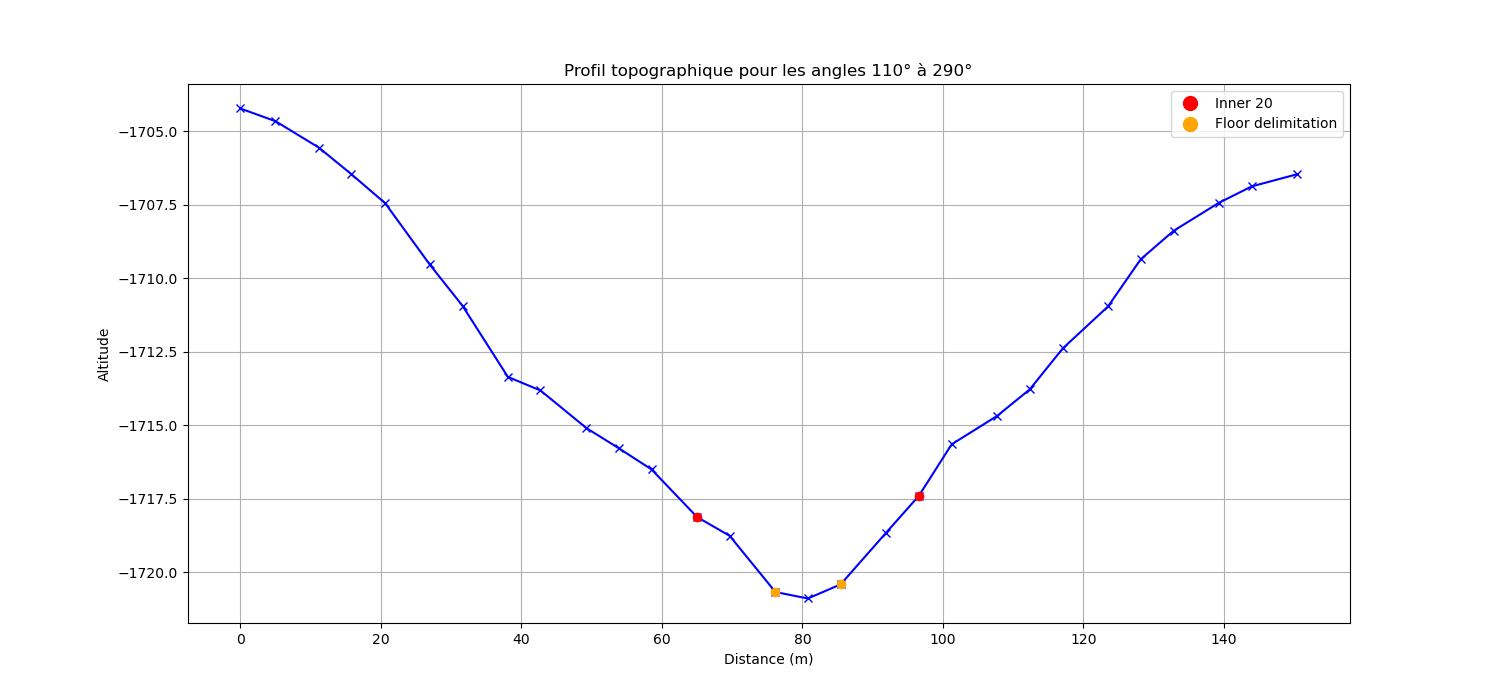 Profil topographique pour les angles 110° à 290°
Inner 20
Floor delimitation
Altitude
−1705.0
−1707.5
−1710.0
−1712.5
−1715.0
−1717.5
−1720.0
0 20 40 60 80 100 120 140
Distance (m)